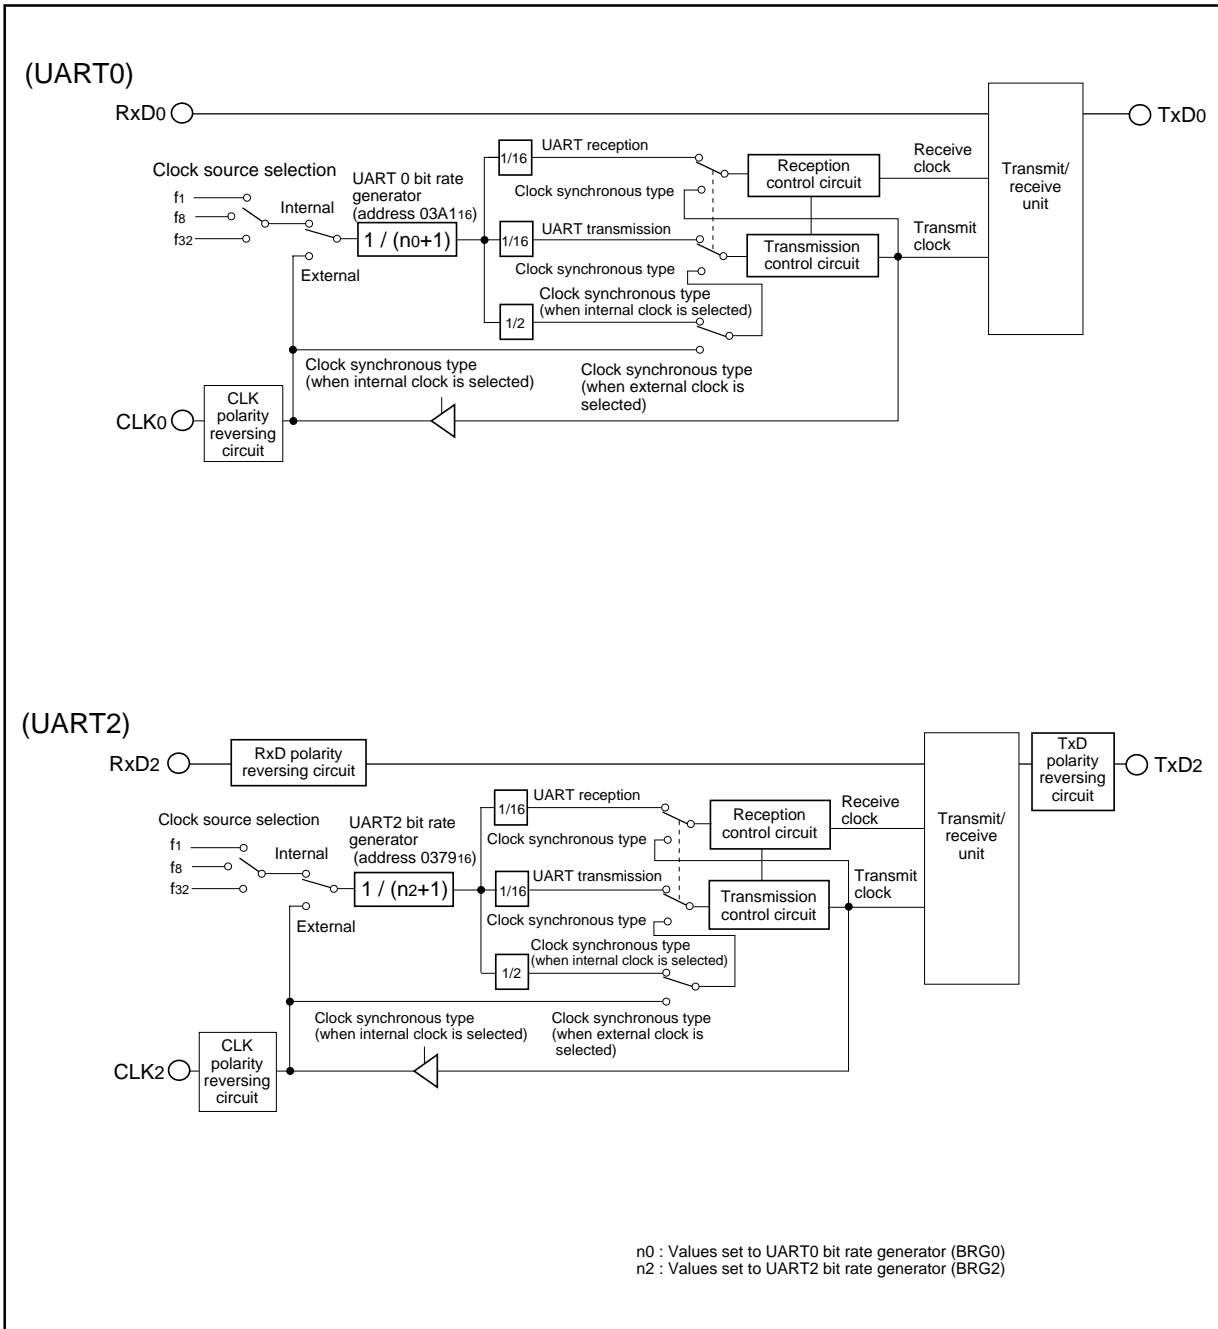 (UART0)
RxD0
TxD0
Clock source selection
f1
f8
f32
Internal
External
UART 0 bit rate
generator
(address 03A116)
1 / (n0+1)
1/16
UART reception
Clock synchronous type
1/16
UART transmission
Clock synchronous type
1/2
Clock synchronous type
(when internal clock is selected)
Reception
control circuit
Transmission
control circuit
Receive
clock
Transmit
clock
Transmit/
receive
unit
Clock synchronous type
(when internal clock is selected)
Clock synchronous type
(when external clock is
selected)
CLK0
CLK
polarity
reversing
circuit
(UART2)
RxD2
RxD polarity
reversing circuit
TxD
polarity
reversing
circuit
TxD2
Clock source selection
f1
f8
f32
Internal
External
UART2 bit rate
generator
(address 037916)
1 / (n2+1)
1/16
UART reception
Clock synchronous type
1/16
UART transmission
Clock synchronous type
1/2
Clock synchronous type
(when internal clock is selected)
Reception
control circuit
Transmission
control circuit
Receive
clock
Transmit
clock
Transmit/
receive
unit
Clock synchronous type
(when internal clock is selected)
Clock synchronous type
(when external clock is
selected)
CLK2
CLK
polarity
reversing
circuit
n0 : Values set to UART0 bit rate generator (BRG0)
n2 : Values set to UART2 bit rate generator (BRG2)